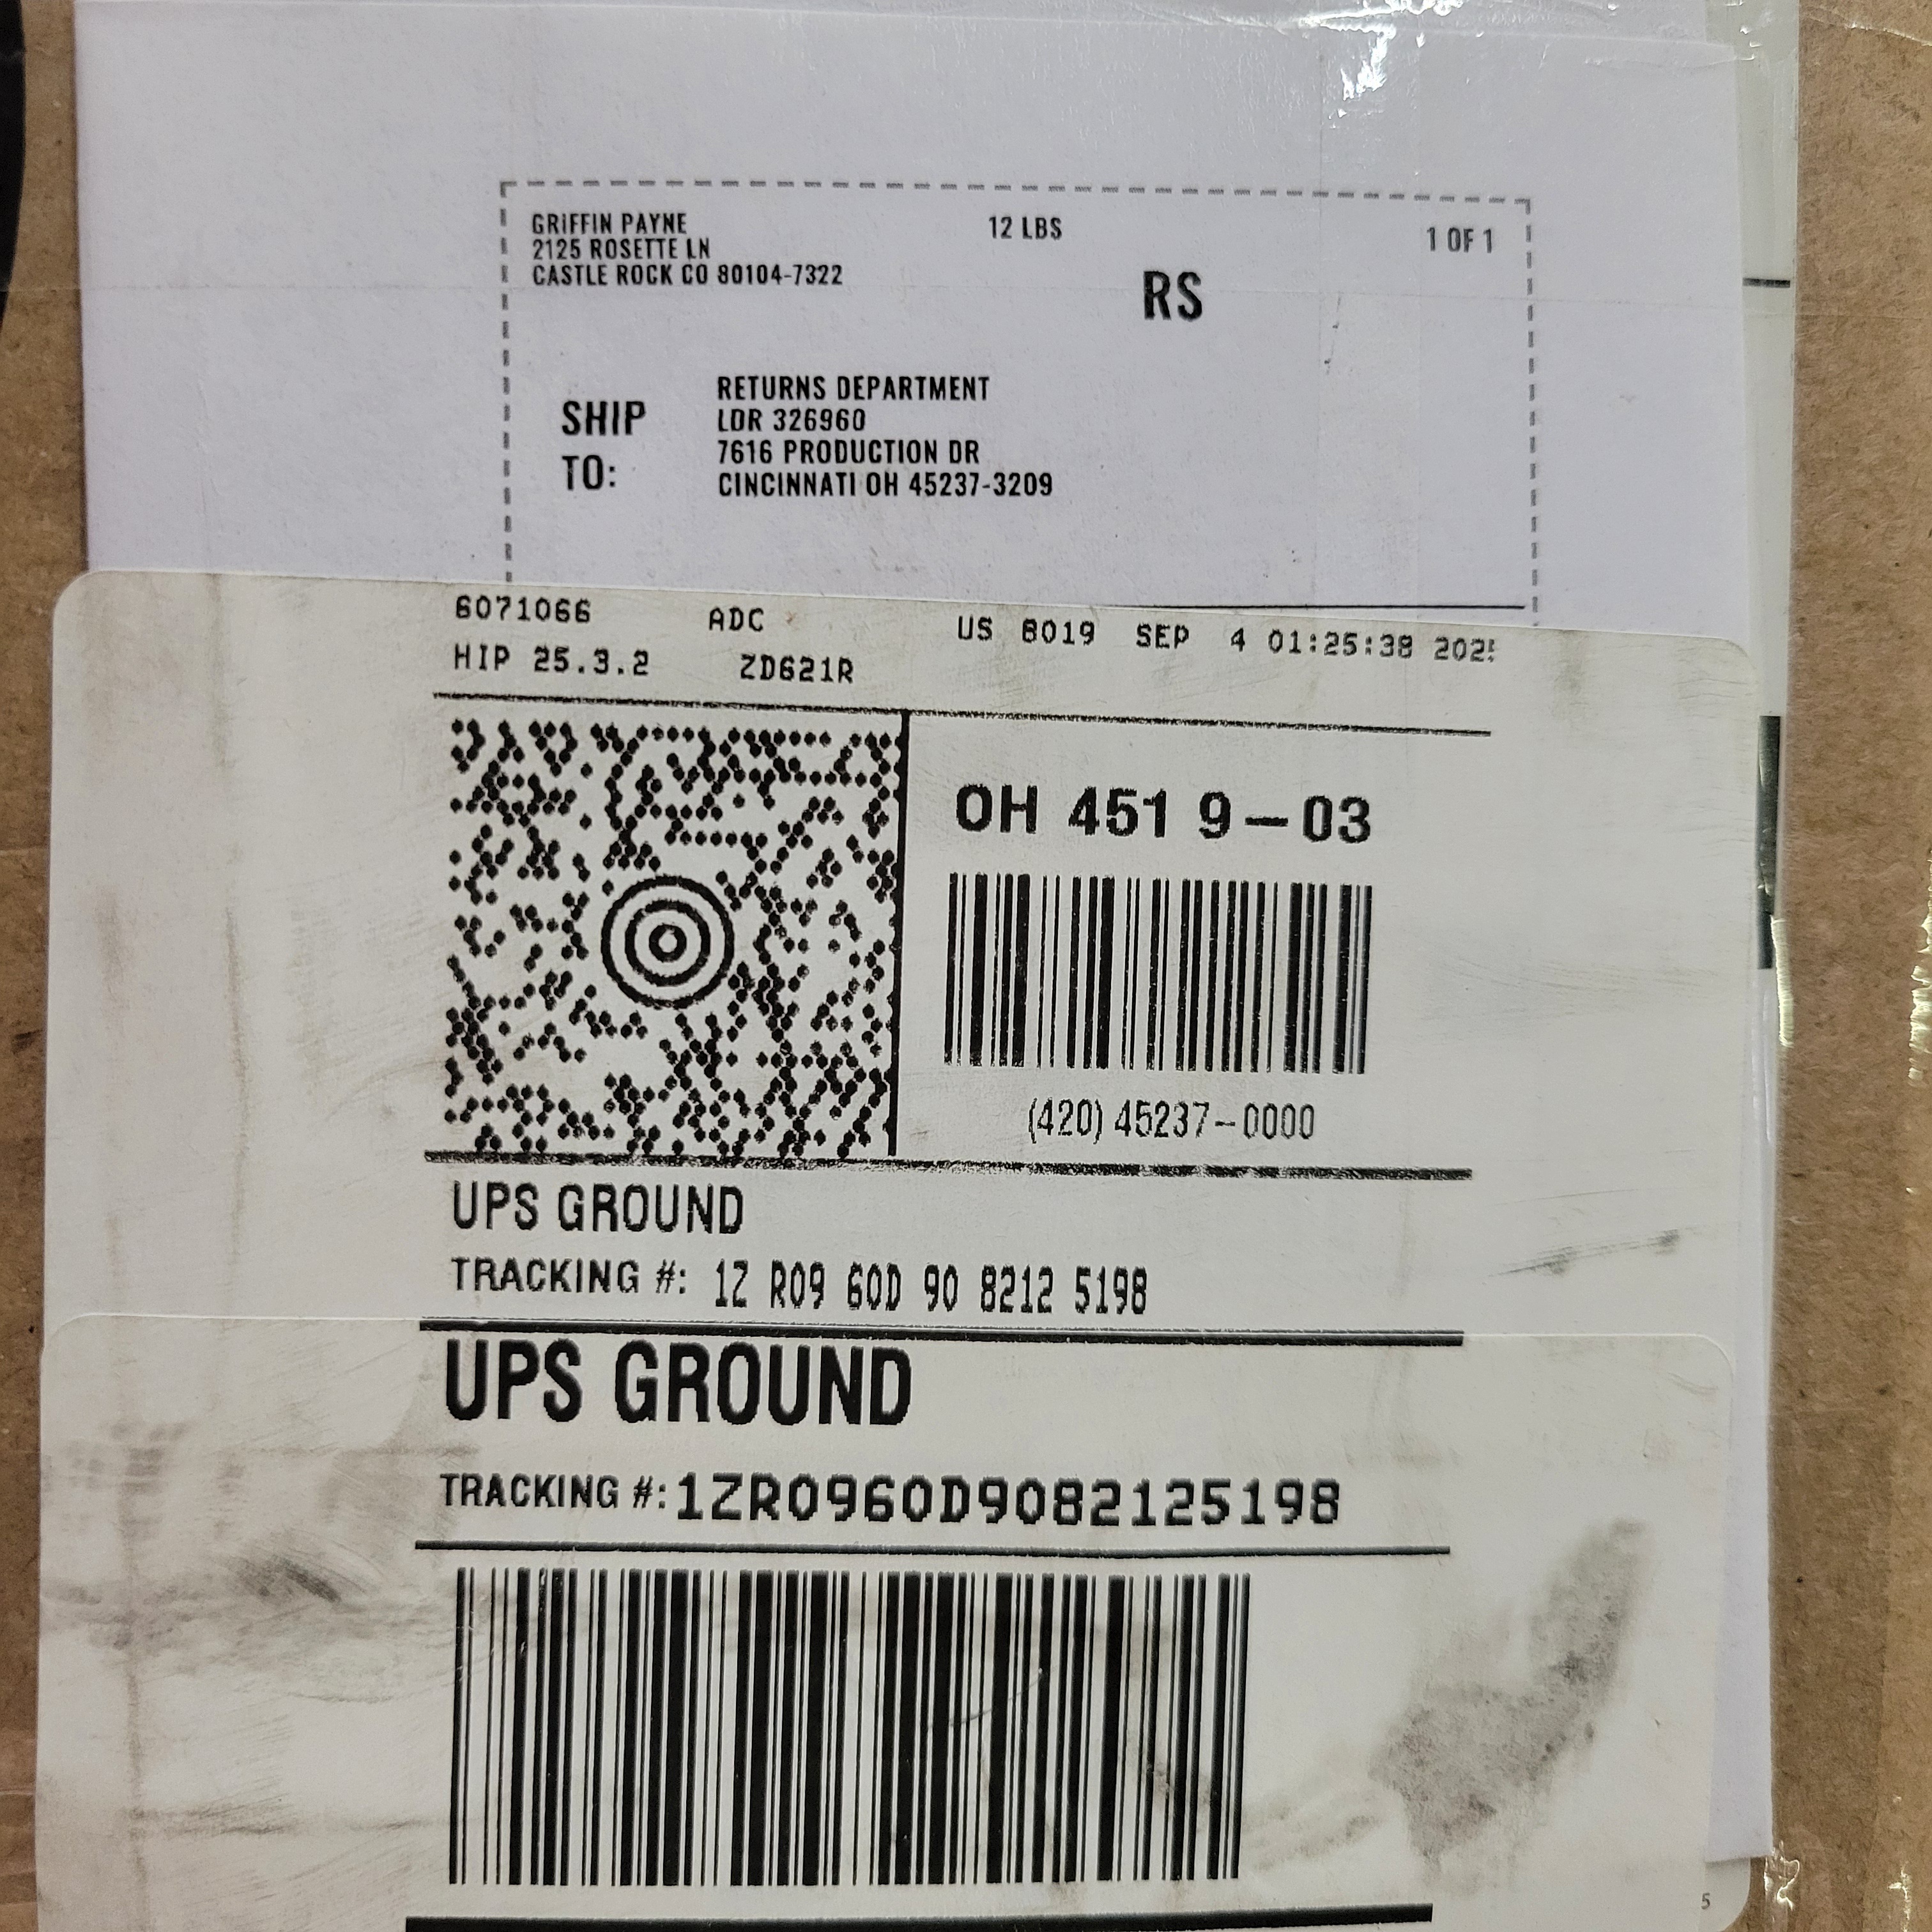 GRIFFIN PAYNE
2125 ROSETTE LN
CASTLE ROCK CO 80104-7322
12 LBS
1 OF 1
RS
SHIP TO:
RETURNS DEPARTMENT
LDR 326960
7616 PRODUCTION DR
CINCINNATI OH 45237-3209
6071066 ADC US 8019 SEP 4 01:25:38 2025
HIP 25.3.2 ZD621R
OH 451 9-03
(420) 45237-0000
UPS GROUND
TRACKING #: 1Z R09 60D 90 8212 5198
UPS GROUND
TRACKING #: 1ZR0960D9082125198
5